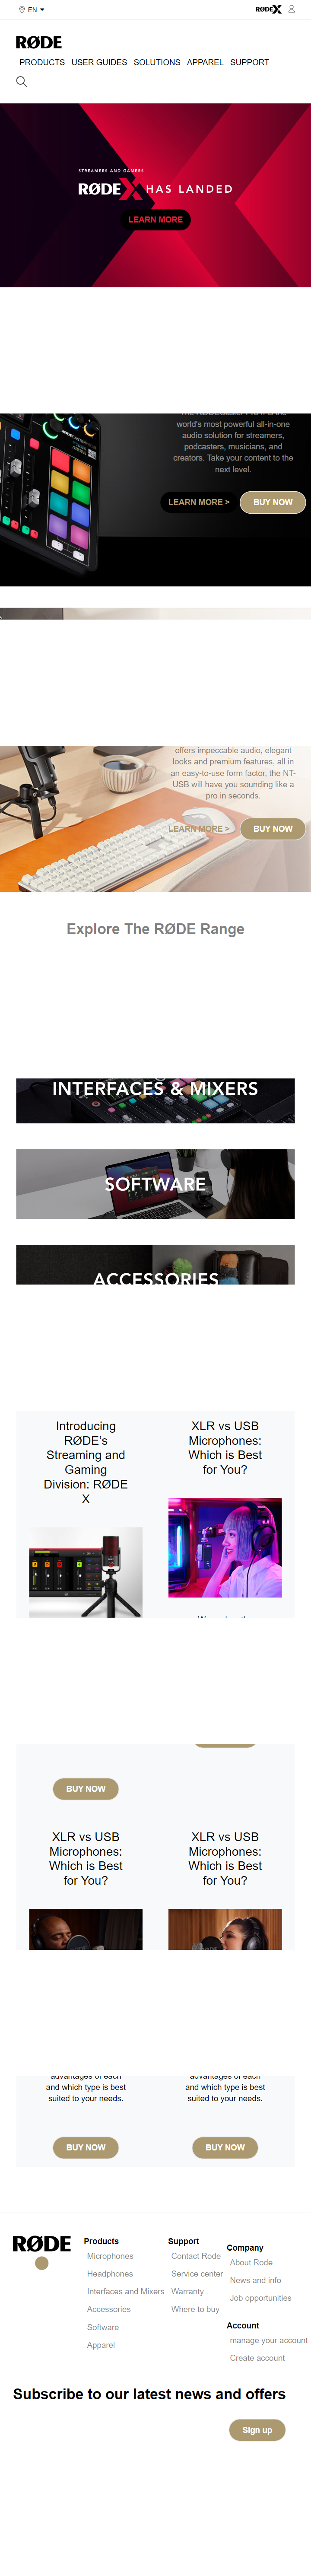 EN
RØDEX
RØDE
PRODUCTS USER GUIDES SOLUTIONS APPAREL SUPPORT
STREAMERS AND GAMERS
RØDEX HAS LANDED
LEARN MORE
world's most powerful all-in-one
audio solution for streamers,
podcasters, musicians, and
creators. Take your content to the
next level.
LEARN MORE > BUY NOW
offers impeccable audio, elegant
looks and premium features, all in
an easy-to-use form factor, the NT-
USB will have you sounding like a
pro in seconds.
LEARN MORE > BUY NOW
Explore The RØDE Range
INTERFACES & MIXERS
SOFTWARE
ACCESSORIES
Introducing
RØDE's
Streaming and
Gaming
Division: RØDE
X
XLR vs USB
Microphones:
Which is Best
for You?
BUY NOW
XLR vs USB
Microphones:
Which is Best
for You?
XLR vs USB
Microphones:
Which is Best
for You?
advantages of each
and which type is best
suited to your needs.
BUY NOW
advantages of each
and which type is best
suited to your needs.
BUY NOW
RØDE
Products
Microphones
Headphones
Interfaces and Mixers
Accessories
Software
Apparel
Support
Contact Rode
Service center
Warranty
Where to buy
Company
About Rode
News and info
Job opportunities
Account
manage your account
Create account
Subscribe to our latest news and offers
Sign up